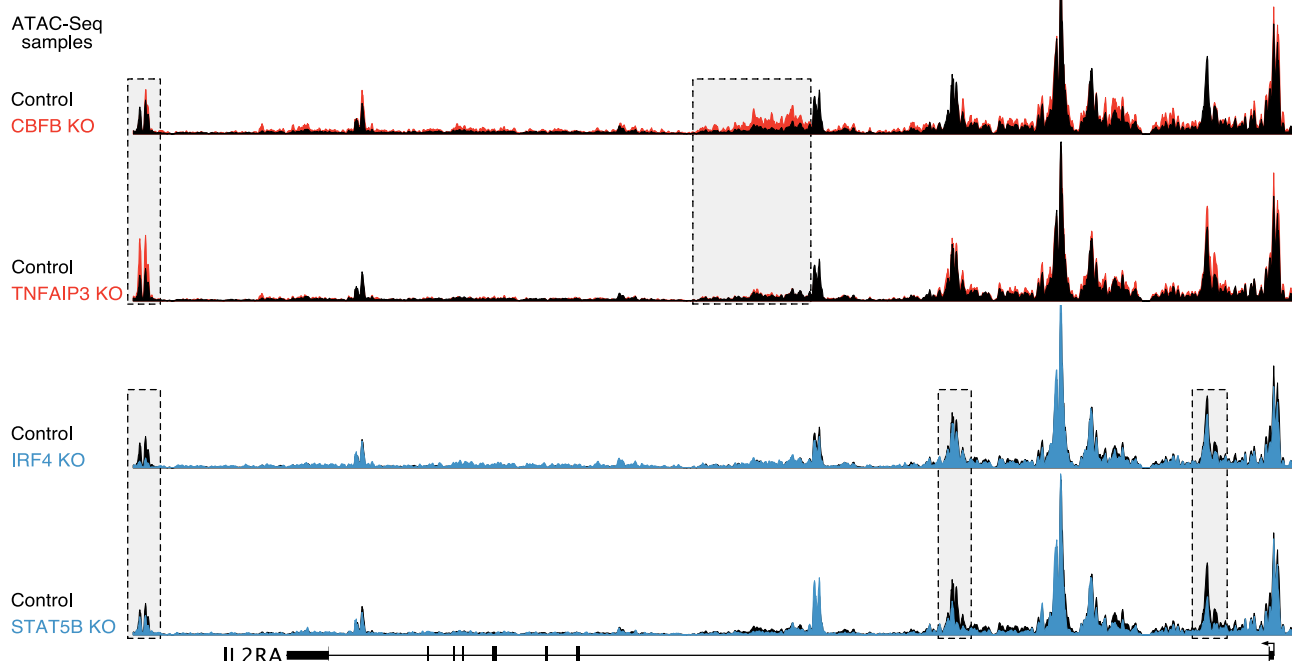 ATAC-Seq
samples
Control
CBFB KO
Control
TNFAIP3 KO
Control
IRF4 KO
Control
STAT5B KO
IL2RA